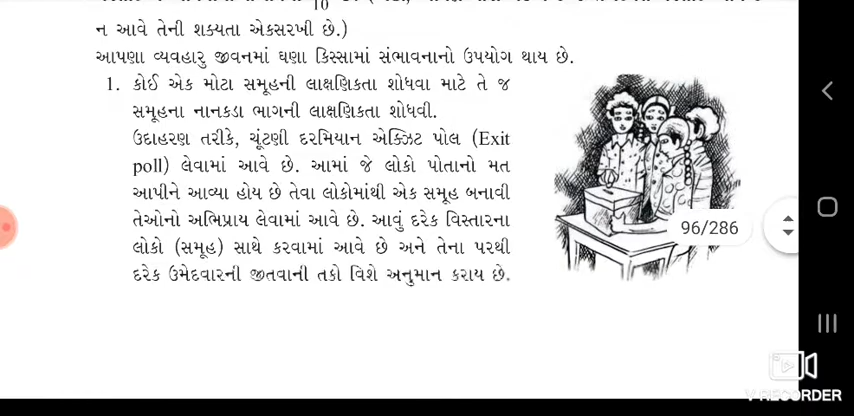 10
ન આવે તેની શક્યતા એકસરખી છે.)
આપણા વ્યવહારુ જીવનમાં ઘણા કિસ્સામાં સંભાવનાનો ઉપયોગ થાય છે.
1. કોઈ એક મોટા સમૂહની લાક્ષણિકતા શોધવા માટે તે જ
સમૂહના નાનકડા ભાગની લાક્ષણિકતા શોધવી.
ઉદાહરણ તરીકે, ચૂંટણી દરમિયાન એક્ઝિટ પોલ (Exit
poll) લેવામાં આવે છે. આમાં જે લોકો પોતાનો મત
આપીને આવ્યા હોય છે તેવા લોકોમાંથી એક સમૂહ બનાવી
તેઓનો અભિપ્રાય લેવામાં આવે છે. આવું દરેક વિસ્તારના
લોકો (સમૂહ) સાથે કરવામાં આવે છે અને તેના પરથી
દરેક ઉમેદવારની જીતવાની તકો વિશે અનુમાન કરાય છે.
96/286
V RECORDER